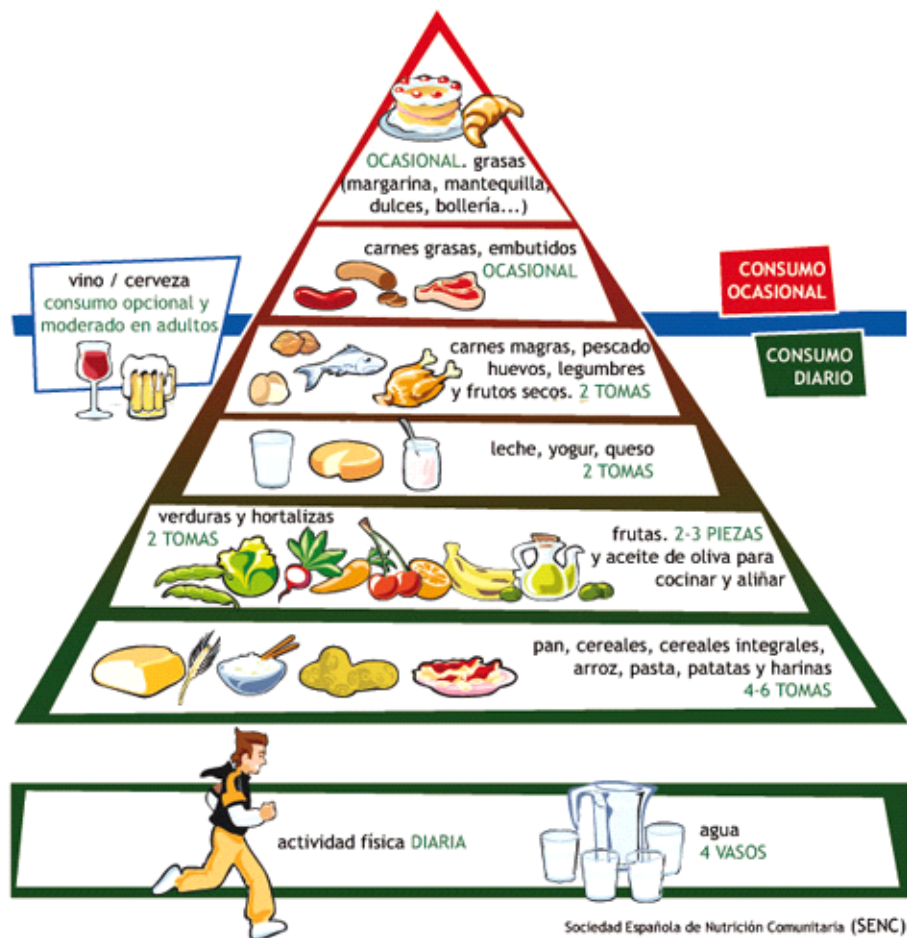 OCASIONAL. grasas
(margarina, mantequilla,
dulces, bollería...)
carnes grasas, embutidos
OCASIONAL
vino / cerveza
consumo opcional y
moderado en adultos
CONSUMO
OCASIONAL
CONSUMO
DIARIO
carnes magras, pescado
huevos, legumbres
y frutos secos. 2 TOMAS
leche, yogur, queso
2 TOMAS
verduras y hortalizas
2 TOMAS
frutas. 2-3 PIEZAS
y aceite de oliva para
cocinar y aliñar
pan, cereales, cereales integrales,
arroz, pasta, patatas y harinas
4-6 TOMAS
actividad física DIARIA
agua
4 VASOS
Sociedad Española de Nutrición Comunitaria (SENC)